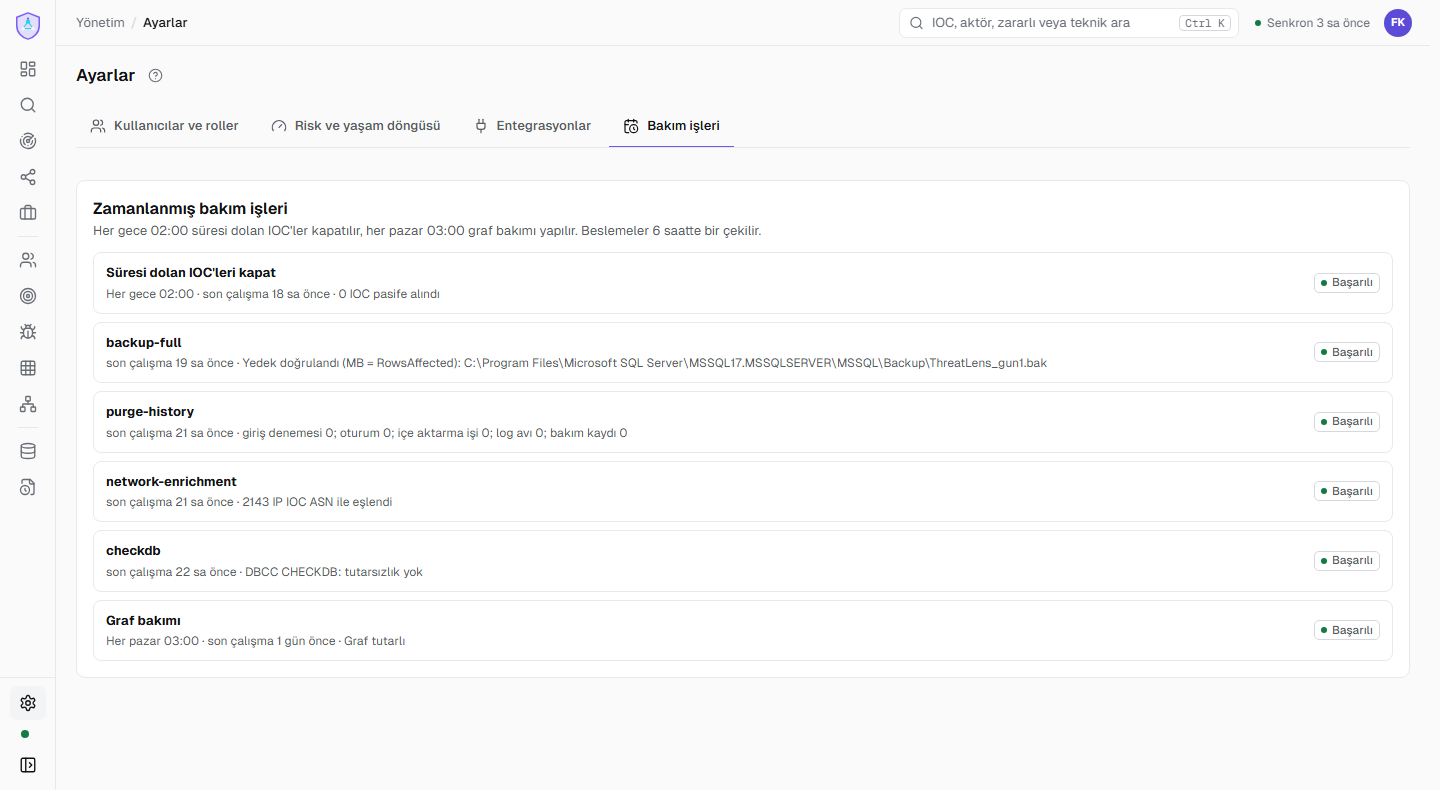 Yönetim / Ayarlar
IOC, aktör, zararlı veya teknik ara
Ctrl K
Senkron 3 sa önce
FK
Ayarlar
Kullanıcılar ve roller
Risk ve yaşam döngüsü
Entegrasyonlar
Bakım işleri
Zamanlanmış bakım işleri
Her gece 02:00 süresi dolan IOC'ler kapatılır, her pazar 03:00 graf bakımı yapılır. Beslemeler 6 saatte bir çekilir.
Süresi dolan IOC'leri kapat
Her gece 02:00 · son çalışma 18 sa önce · 0 IOC pasife alındı
Başarılı
backup-full
son çalışma 19 sa önce · Yedek doğrulandı (MB = RowsAffected): C:\Program Files\Microsoft SQL Server\MSSQL17.MSSQLSERVER\MSSQL\Backup\ThreatLens_gun1.bak
Başarılı
purge-history
son çalışma 21 sa önce · giriş denemesi 0; oturum 0; içe aktarma işi 0; log avı 0; bakım kaydı 0
Başarılı
network-enrichment
son çalışma 21 sa önce · 2143 IP IOC ASN ile eşlendi
Başarılı
checkdb
son çalışma 22 sa önce · DBCC CHECKDB: tutarsızlık yok
Başarılı
Graf bakımı
Her pazar 03:00 · son çalışma 1 gün önce · Graf tutarlı
Başarılı